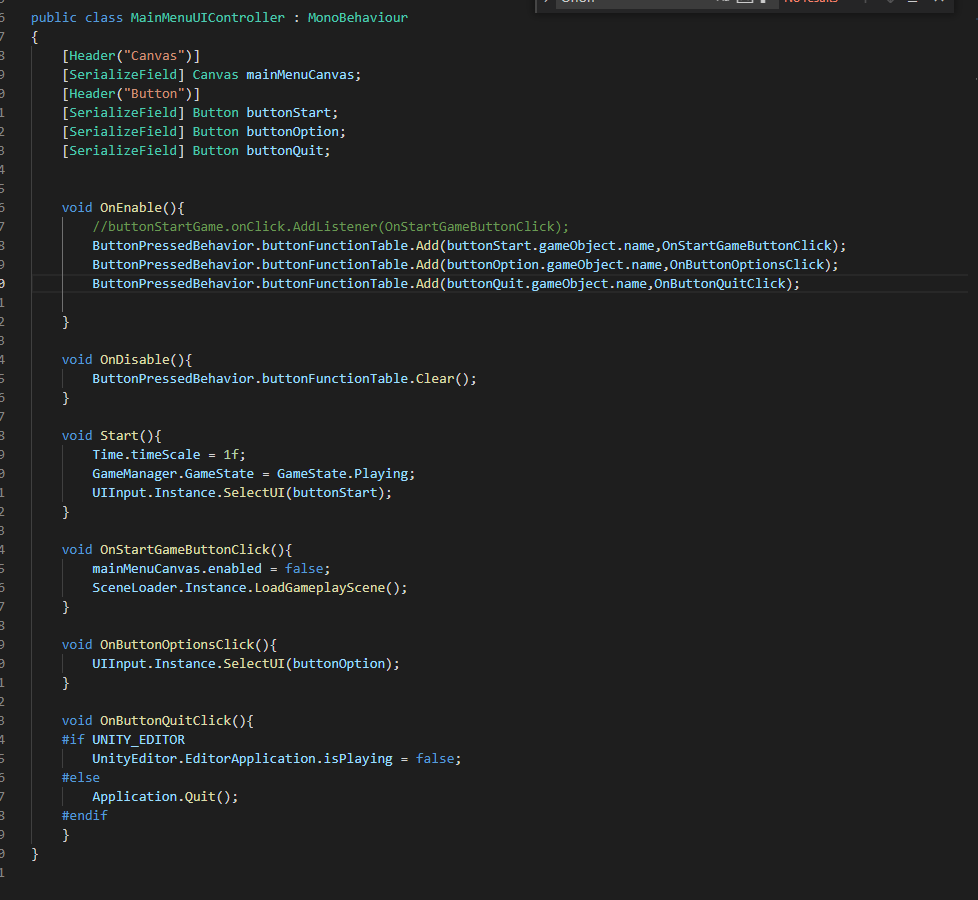 No results
public class MainMenuUIController : MonoBehaviour
{
    [Header("Canvas")]
    [SerializeField] Canvas mainMenuCanvas;
    [Header("Button")]
    [SerializeField] Button buttonStart;
    [SerializeField] Button buttonOption;
    [SerializeField] Button buttonQuit;
    void OnEnable(){
        //buttonStartGame.onClick.AddListener(OnStartGameButtonClick);
        ButtonPressedBehavior.buttonFunctionTable.Add(buttonStart.gameObject.name,OnStartGameButtonClick);
        ButtonPressedBehavior.buttonFunctionTable.Add(buttonOption.gameObject.name,OnButtonOptionsClick);
        ButtonPressedBehavior.buttonFunctionTable.Add(buttonQuit.gameObject.name,OnButtonQuitClick);
    }
    void OnDisable(){
        ButtonPressedBehavior.buttonFunctionTable.Clear();
    }
    void Start(){
        Time.timeScale = 1f;
        GameManager.GameState = GameState.Playing;
        UIInput.Instance.SelectUI(buttonStart);
    }
    void OnStartGameButtonClick(){
        mainMenuCanvas.enabled = false;
        SceneLoader.Instance.LoadGameplayScene();
    }
    void OnButtonOptionsClick(){
        UIInput.Instance.SelectUI(buttonOption);
    }
    void OnButtonQuitClick(){
    #if UNITY_EDITOR
        UnityEditor.EditorApplication.isPlaying = false;
    #else
        Application.Quit();
    #endif
    }
}